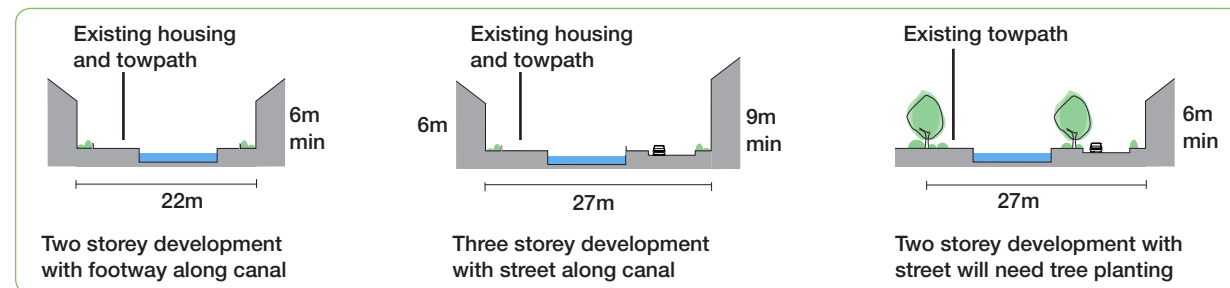 Existing housing
and towpath
6m
min
22m
Two storey development
with footway along canal
Existing housing
and towpath
6m
9m
min
27m
Three storey development
with street along canal
Existing towpath
6m
min
27m
Two storey development with
street will need tree planting